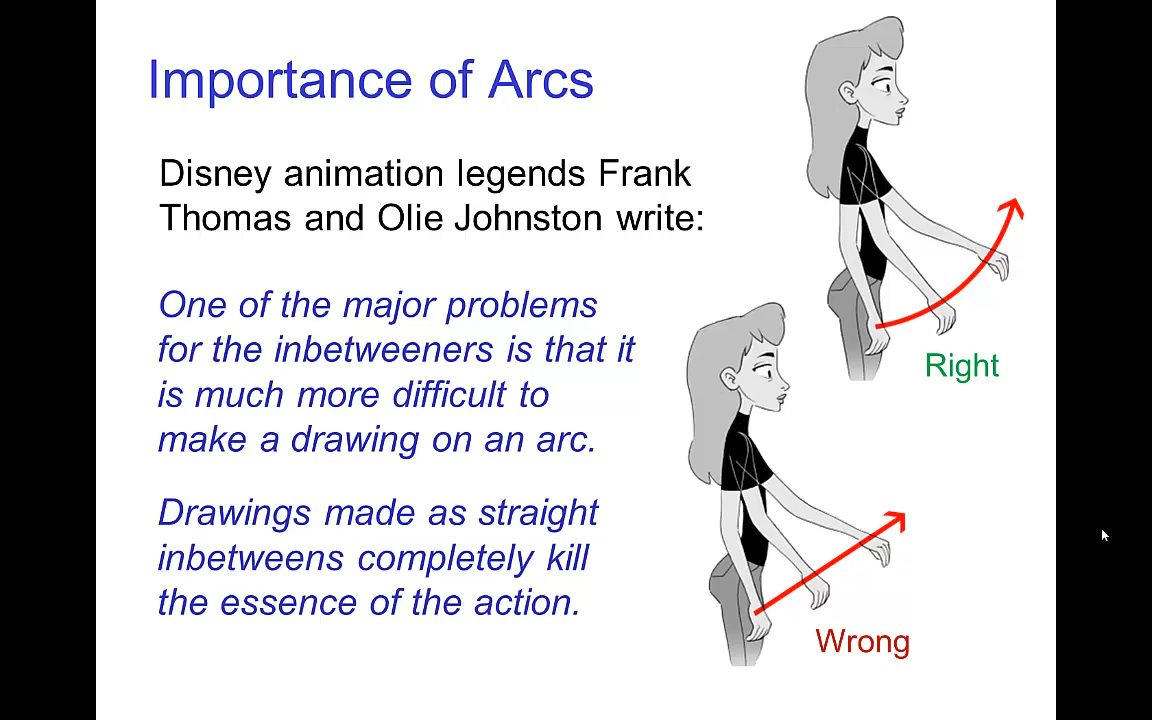 Importance of Arcs
Disney animation legends Frank
Thomas and Olie Johnston write:
One of the major problems
for the inbetweeners is that it
is much more difficult to
make a drawing on an arc.
Drawings made as straight
inbetweens completely kill
the essence of the action.
Right
Wrong